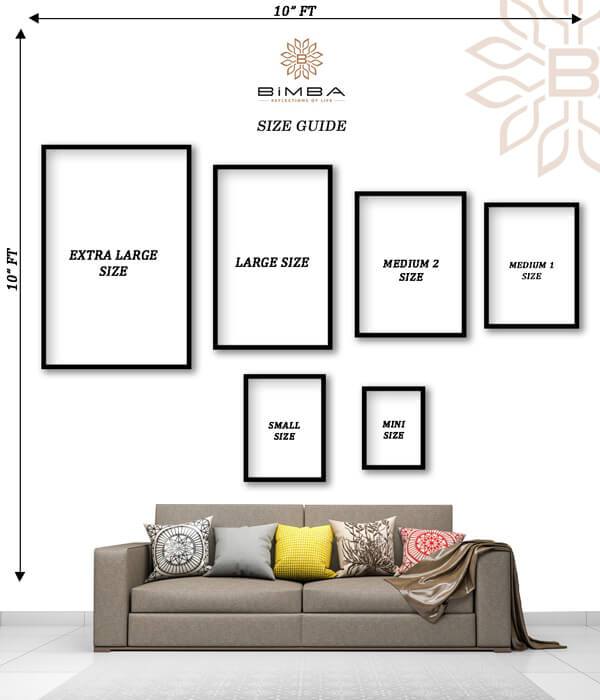 10” FT
BiMBA
REFLECTIONS OF LIFE
SIZE GUIDE
10” FT
EXTRA LARGE
SIZE
LARGE SIZE
MEDIUM 2
SIZE
MEDIUM 1
SIZE
SMALL
SIZE
MINI
SIZE
B